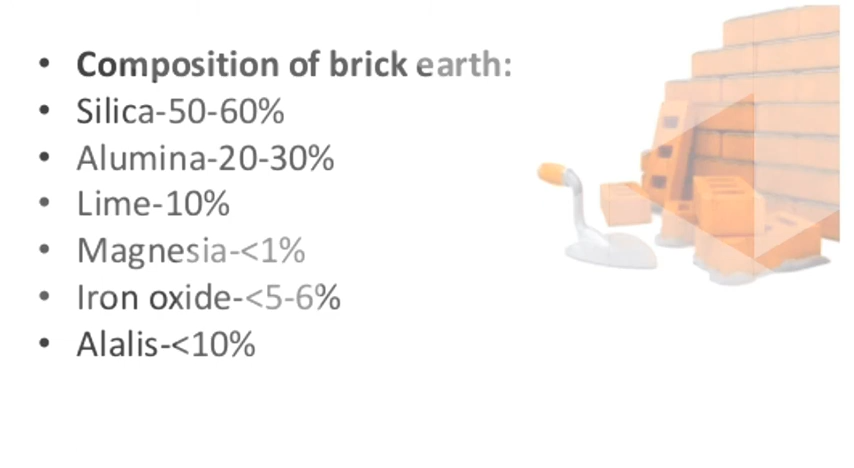 • Composition of brick earth:
• Silica-50-60%
• Alumina-20-30%
• Lime-10%
• Magnesia-<1%
• Iron oxide-<5-6%
• Alalis-<10%